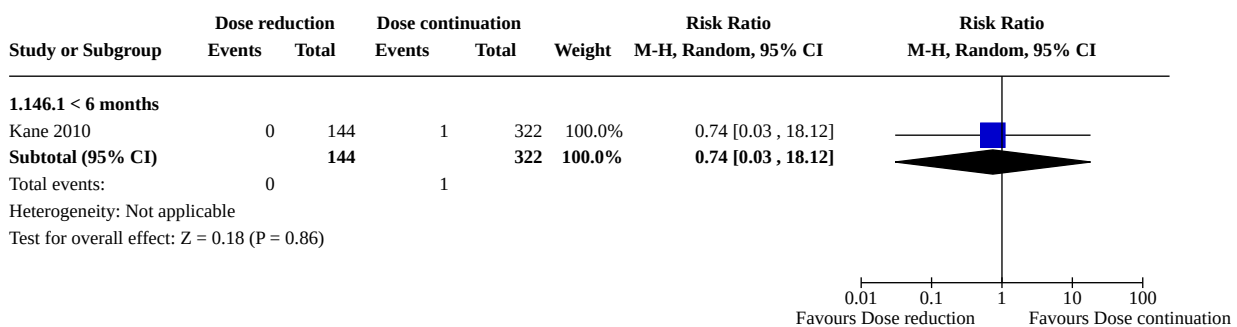 Dose reduction Dose continuation Risk Ratio Risk Ratio
Study or Subgroup Events Total Events Total Weight M-H, Random, 95% CI M-H, Random, 95% CI
1.146.1 < 6 months
Kane 2010 0 144 1 322 100.0% 0.74 [0.03 , 18.12]
Subtotal (95% CI) 144 322 100.0% 0.74 [0.03 , 18.12]
Total events: 0 1
Heterogeneity: Not applicable
Test for overall effect: Z = 0.18 (P = 0.86)
0.01 0.1 1 10 100
Favours Dose reduction Favours Dose continuation